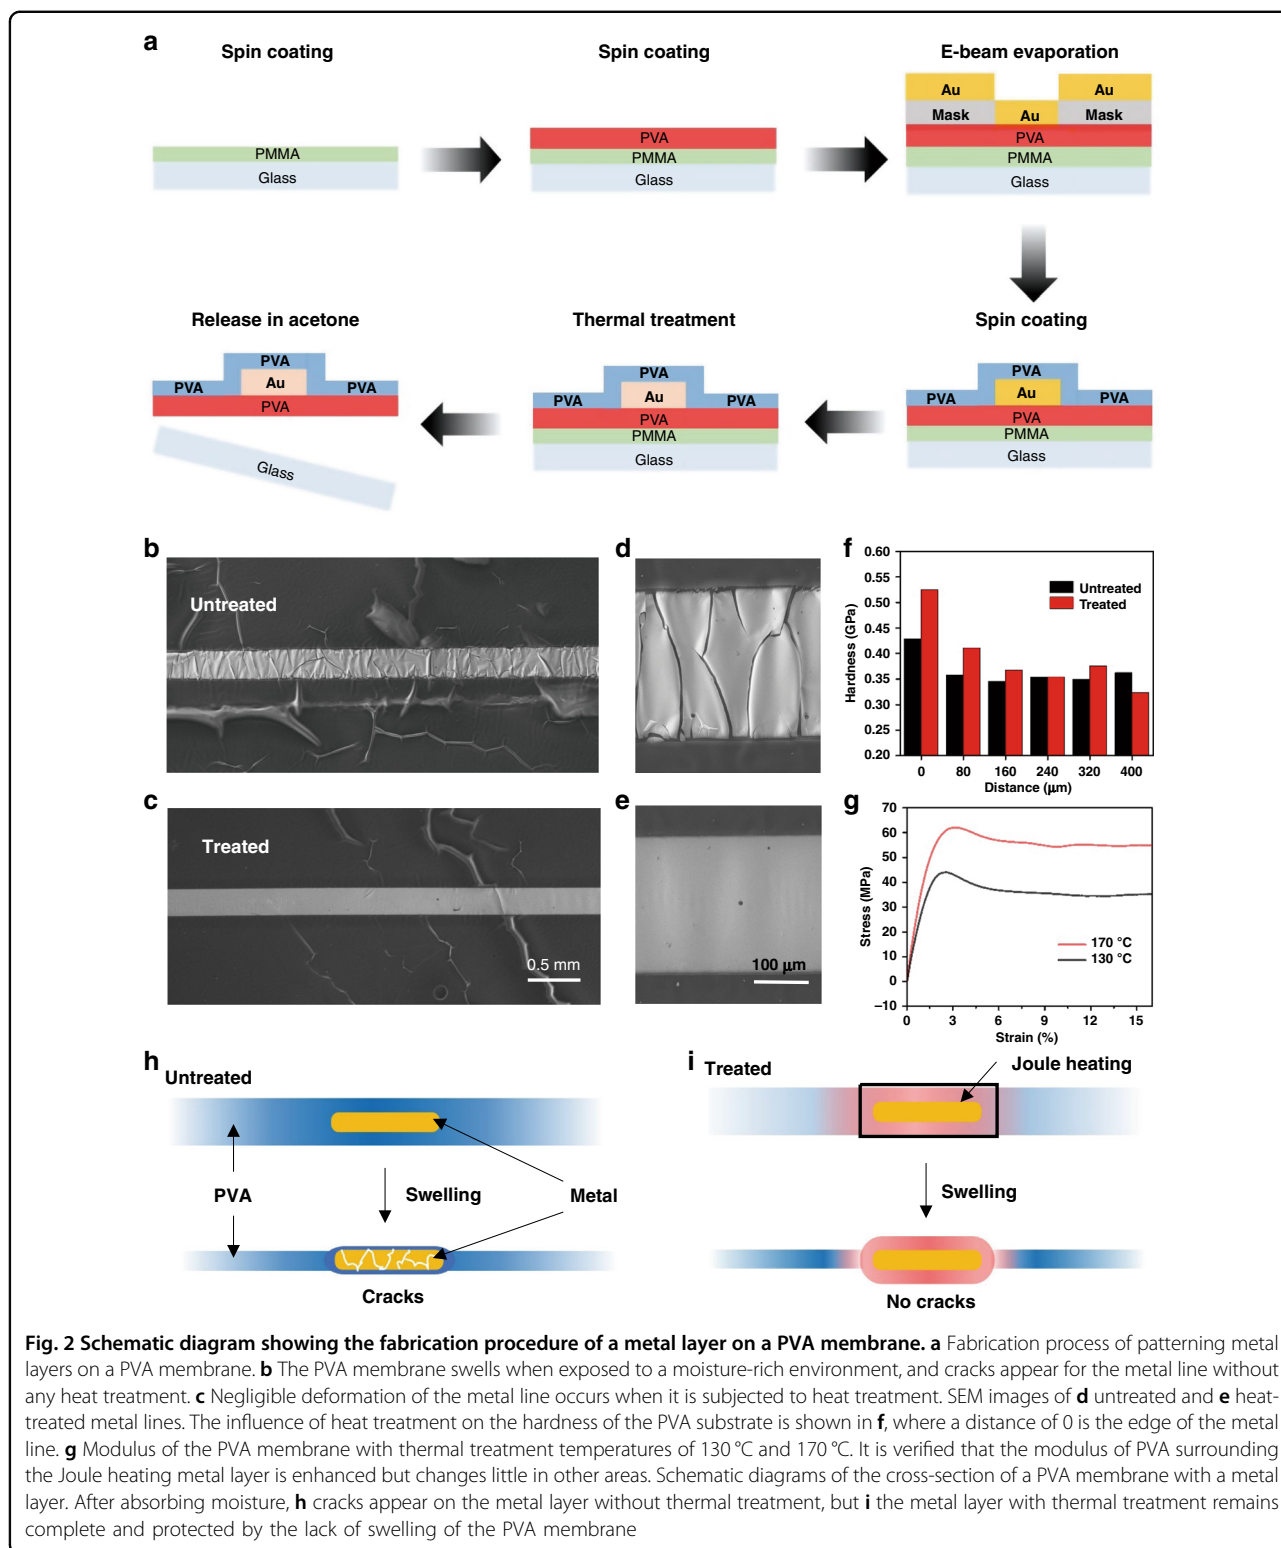 a
Spin coating
Spin coating
E-beam evaporation
PMMA
Glass
PVA
PMMA
Glass
Au
Au
Mask
Au
Mask
PVA
PMMA
Glass
Release in acetone
Thermal treatment
Spin coating
PVA
PVA
Au
PVA
PVA
Glass
PVA
PVA
Au
PVA
PVA
PMMA
Glass
PVA
PVA
Au
PVA
PVA
PMMA
Glass
b
Untreated
d
f
0.60
0.55
0.50
0.45
0.40
0.35
0.30
0.25
0.20
Hardness (GPa)
Untreated
Treated
0 80 160 240 320 400
Distance (µm)
c
Treated
0.5 mm
e
100 µm
g
70
60
50
40
30
20
10
0
−10
Stress (MPa)
170 °C
130 °C
0 3 6 9 12 15
Strain (%)
h
Untreated
PVA
Swelling
Metal
Cracks
i
Treated
Joule heating
Swelling
No cracks
Fig. 2 Schematic diagram showing the fabrication procedure of a metal layer on a PVA membrane. a Fabrication process of patterning metal
layers on a PVA membrane. b The PVA membrane swells when exposed to a moisture-rich environment, and cracks appear for the metal line without
any heat treatment. c Negligible deformation of the metal line occurs when it is subjected to heat treatment. SEM images of d untreated and e heat-
treated metal lines. The influence of heat treatment on the hardness of the PVA substrate is shown in f, where a distance of 0 is the edge of the metal
line. g Modulus of the PVA membrane with thermal treatment temperatures of 130 °C and 170 °C. It is verified that the modulus of PVA surrounding
the Joule heating metal layer is enhanced but changes little in other areas. Schematic diagrams of the cross-section of a PVA membrane with a metal
layer. After absorbing moisture, h cracks appear on the metal layer without thermal treatment, but i the metal layer with thermal treatment remains
complete and protected by the lack of swelling of the PVA membrane